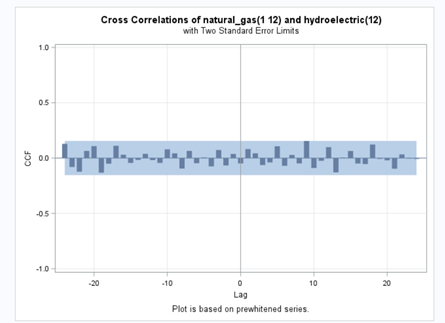 Cross Correlations of natural_gas(1 12) and hydroelectric(12)
with Two Standard Error Limits
1.0
0.5
0.0
-0.5
-1.0
CCF
-20
-10
0
10
20
Lag
Plot is based on prewhitened series.